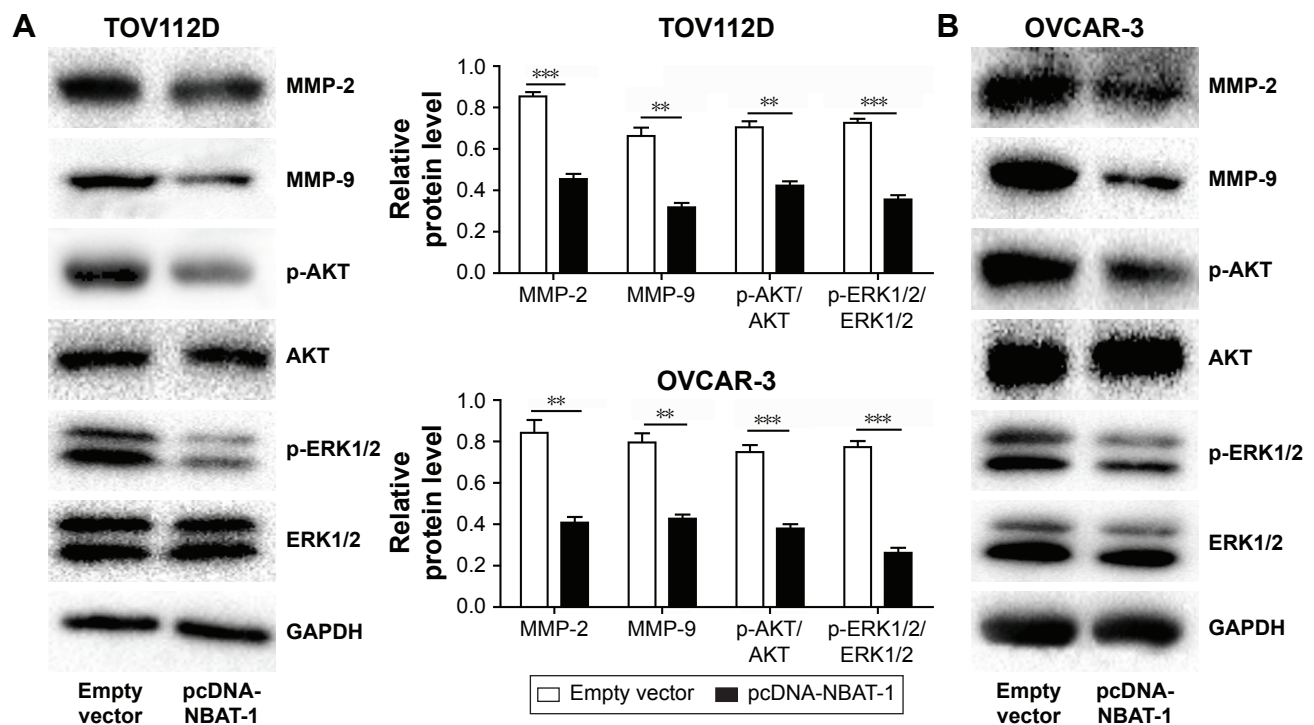 A
TOV112D
MMP-2
MMP-9
p-AKT
AKT
p-ERK1/2
ERK1/2
GAPDH
Empty
vector
pcDNA-
NBAT-1
TOV112D
Relative
protein level
1.0
0.8
0.6
0.4
0.2
0.0
***
**
**
***
MMP-2
MMP-9
p-AKT/
AKT
p-ERK1/2/
ERK1/2
OVCAR-3
Relative
protein level
1.0
0.8
0.6
0.4
0.2
0.0
**
**
***
***
MMP-2
MMP-9
p-AKT/
AKT
p-ERK1/2/
ERK1/2
Empty vector
pcDNA-NBAT-1
B
OVCAR-3
MMP-2
MMP-9
p-AKT
AKT
p-ERK1/2
ERK1/2
GAPDH
Empty
vector
pcDNA-
NBAT-1